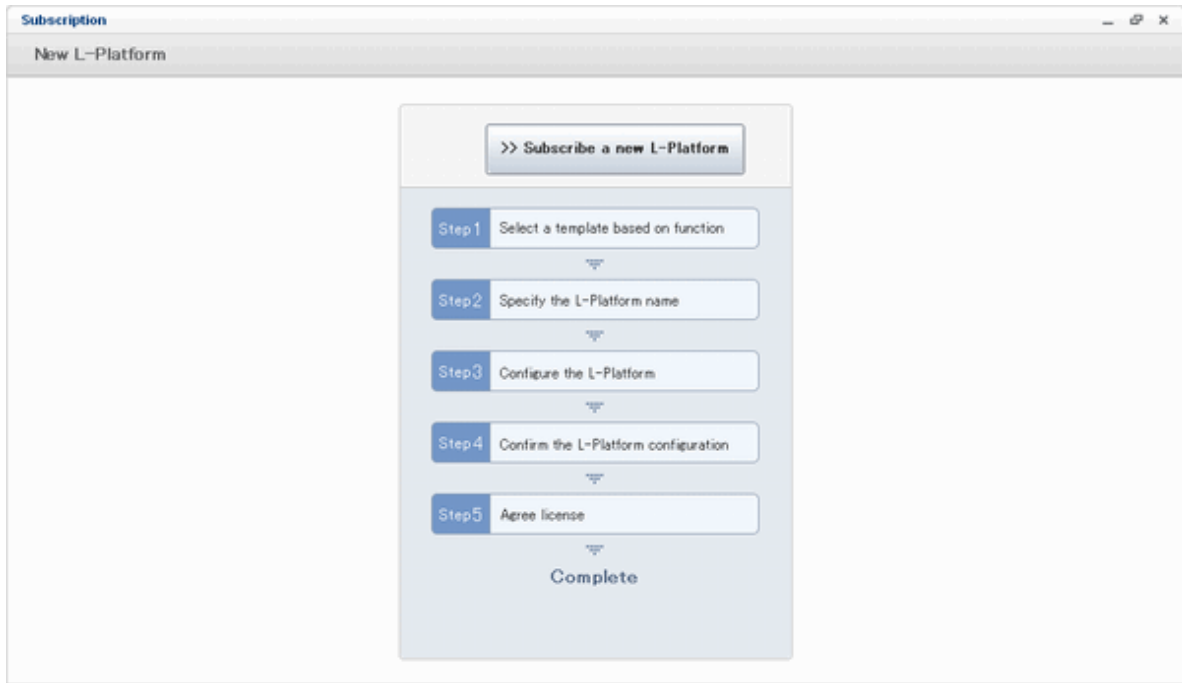 Subscription
New L-Platform
>> Subscribe a new L-Platform
Step1 Select a template based on function
Step2 Specify the L-Platform name
Step3 Configure the L-Platform
Step4 Confirm the L-Platform configuration
Step5 Agree license
Complete